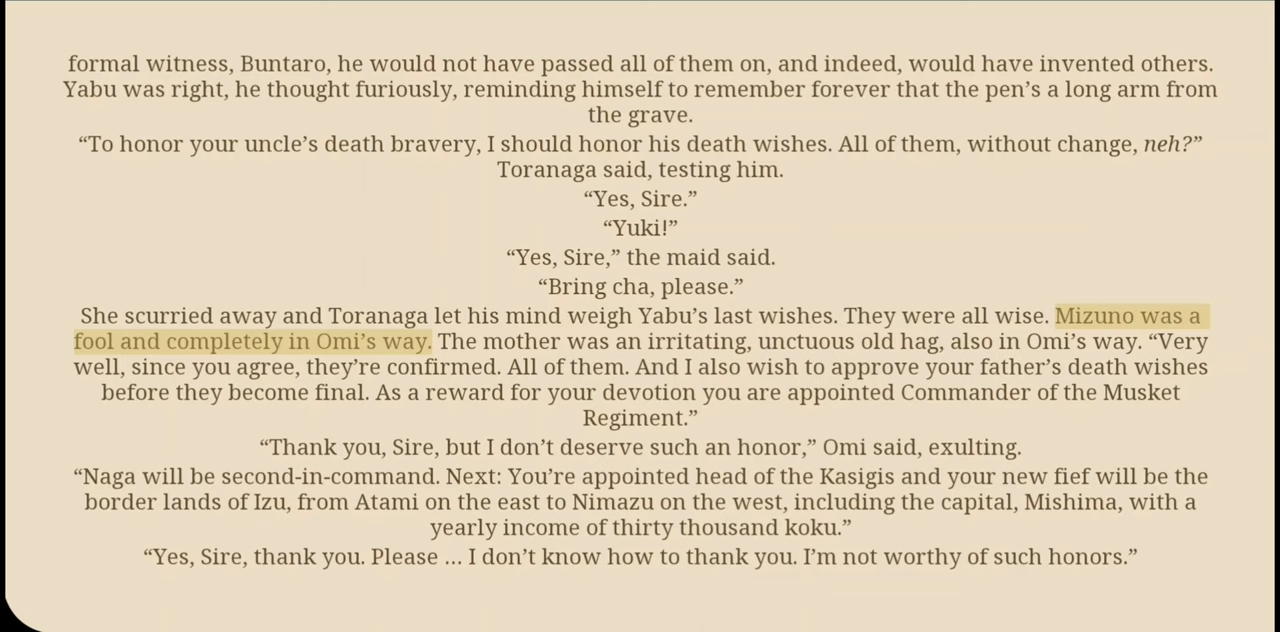 formal witness, Buntaro, he would not have passed all of them on, and indeed, would have invented others.
Yabu was right, he thought furiously, reminding himself to remember forever that the pen’s a long arm from
the grave.
“To honor your uncle’s death bravery, I should honor his death wishes. All of them, without change, neh?”
Toranaga said, testing him.
“Yes, Sire.”
“Yuki!”
“Yes, Sire,” the maid said.
“Bring cha, please.”
She scurried away and Toranaga let his mind weigh Yabu’s last wishes. They were all wise. Mizuno was a
fool and completely in Omi’s way. The mother was an irritating, unctuous old hag, also in Omi’s way. “Very
well, since you agree, they’re confirmed. All of them. And I also wish to approve your father’s death wishes
before they become final. As a reward for your devotion you are appointed Commander of the Musket
Regiment.”
“Thank you, Sire, but I don’t deserve such an honor,” Omi said, exulting.
“Naga will be second-in-command. Next: You’re appointed head of the Kasigis and your new fief will be the
border lands of Izu, from Atami on the east to Nimazu on the west, including the capital, Mishima, with a
yearly income of thirty thousand koku.”
“Yes, Sire, thank you. Please ... I don’t know how to thank you. I’m not worthy of such honors.”